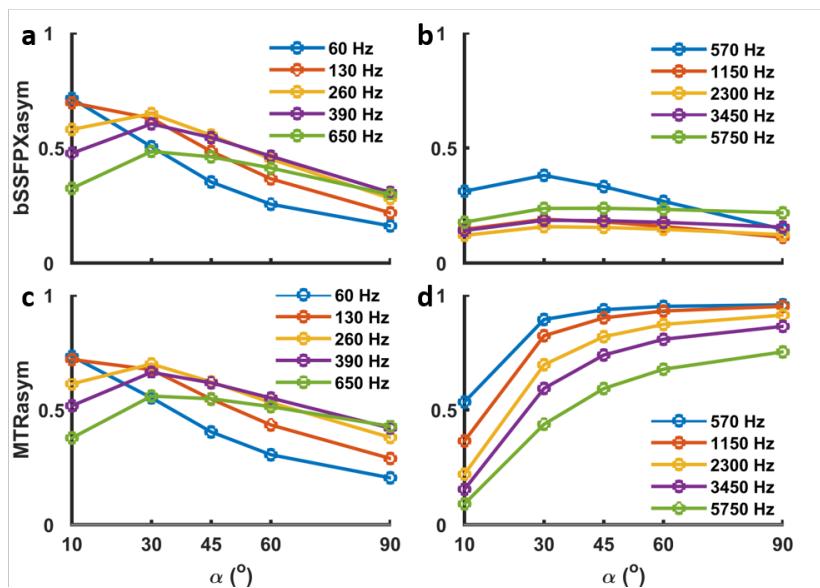 a
bSSFPXasym
1
0.5
0
60 Hz
130 Hz
260 Hz
390 Hz
650 Hz
b
1
0.5
0
570 Hz
1150 Hz
2300 Hz
3450 Hz
5750 Hz
c
MTRasym
1
0.5
0
60 Hz
130 Hz
260 Hz
390 Hz
650 Hz
10 30 45 60 90
α (o)
d
1
0.5
0
570 Hz
1150 Hz
2300 Hz
3450 Hz
5750 Hz
10 30 45 60 90
α (o)